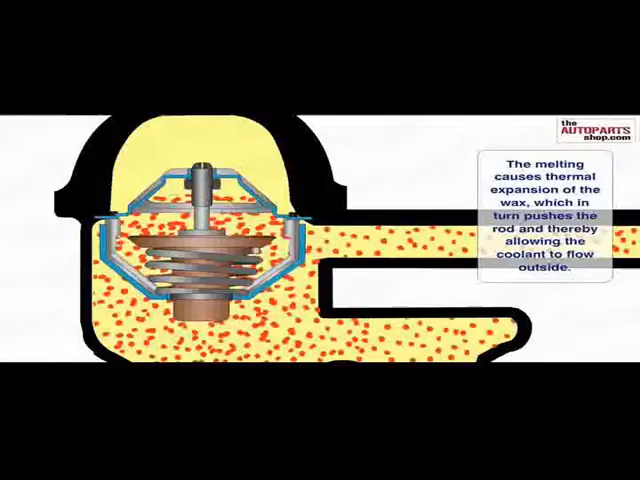 the
AUTOPARTS
shop.com
The melting
causes thermal
expansion of the
wax, which in
turn pushes the
rod and thereby
allowing the
coolant to flow
outside.